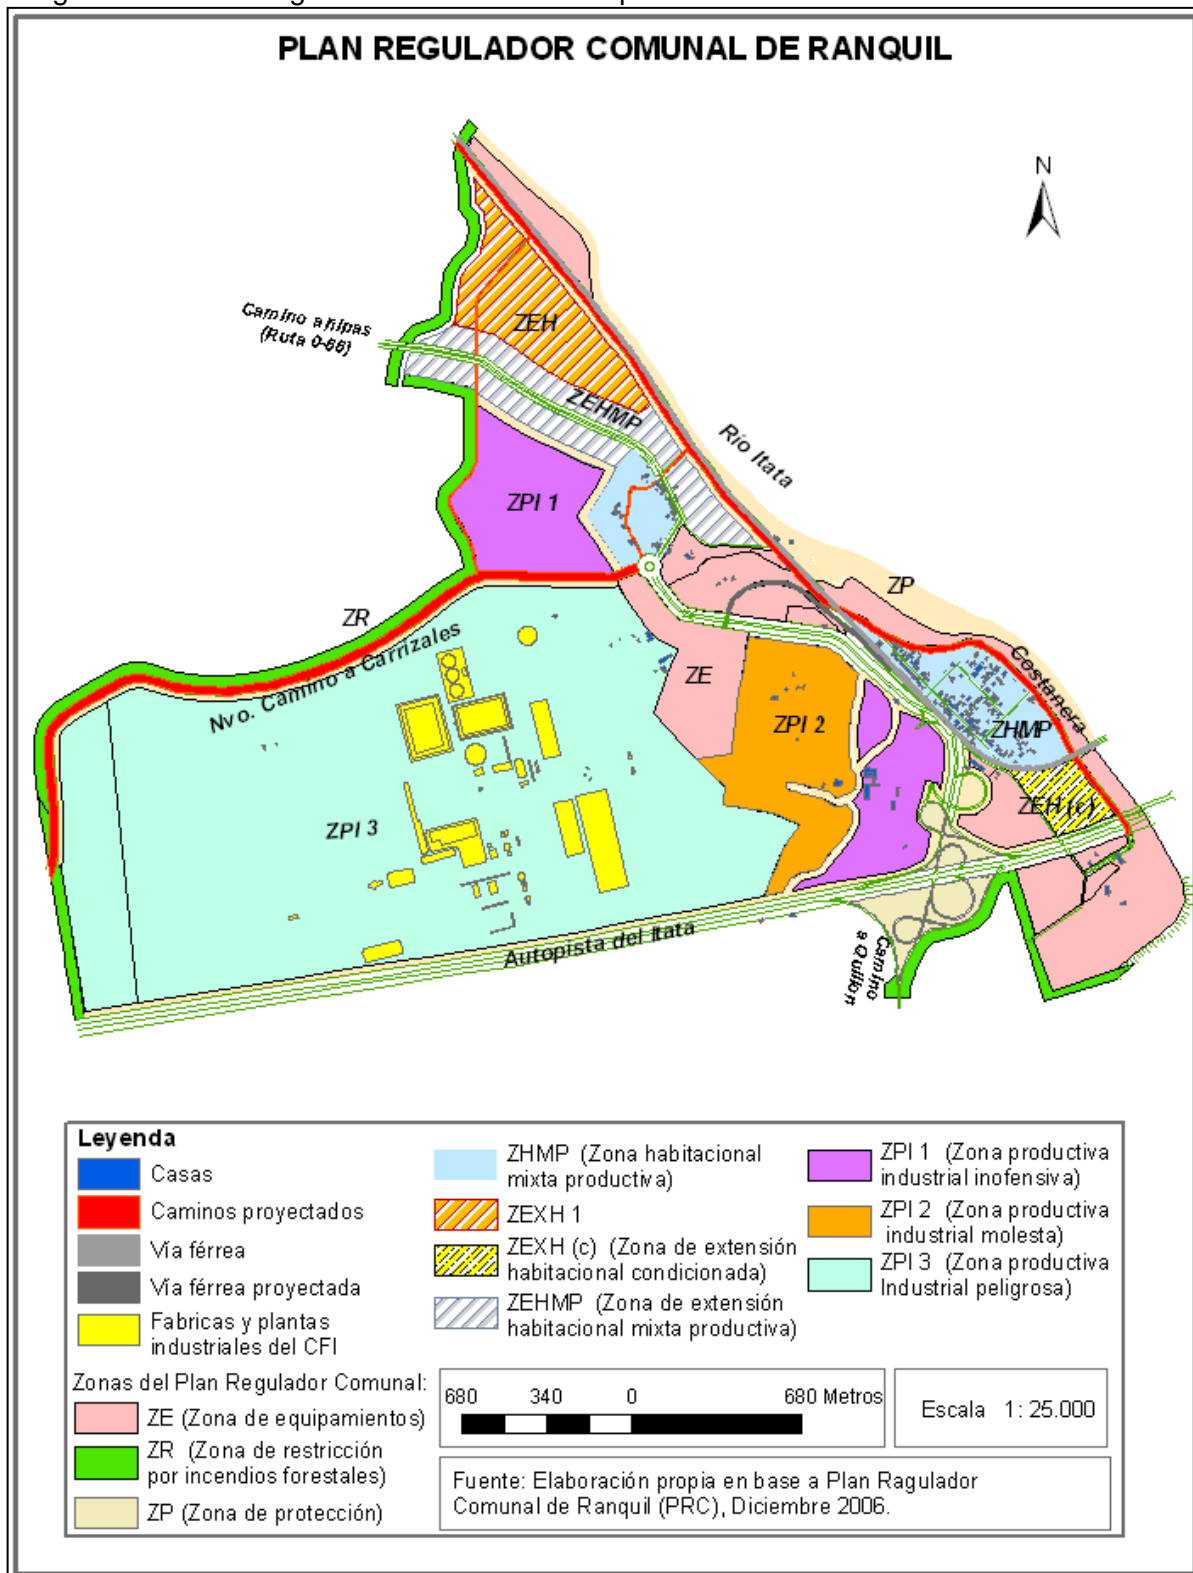 PLAN REGULADOR COMUNAL DE RANQUIL
N
Camino a Ñipas
(Ruta 0-66)
ZEH
ZEHMP
Río Itata
ZPI 1
ZP
ZR
Nvo. Camino a Carrizales
ZE
ZPI 2
Costanera
ZHMP
ZEH (c)
ZPI 3
Autopista del Itata
Camino
a Quillon
Leyenda
Casas
Caminos proyectados
Vía férrea
Vía férrea proyectada
Fabricas y plantas
industriales del CFI
Zonas del Plan Regulador Comunal:
ZE (Zona de equipamientos)
ZR (Zona de restricción
por incendios forestales)
ZP (Zona de protección)
ZHMP (Zona habitacional
mixta productiva)
ZEXH 1
ZEXH (c) (Zona de extensión
habitacional condicionada)
ZEHMP (Zona de extensión
habitacional mixta productiva)
ZPI 1 (Zona productiva
industrial inofensiva)
ZPI 2 (Zona productiva
industrial molesta)
ZPI 3 (Zona productiva
Industrial peligrosa)
680 340 0 680 Metros
Escala 1: 25.000
Fuente: Elaboración propia en base a Plan Ragulador
Comunal de Ranquil (PRC), Diciembre 2006.